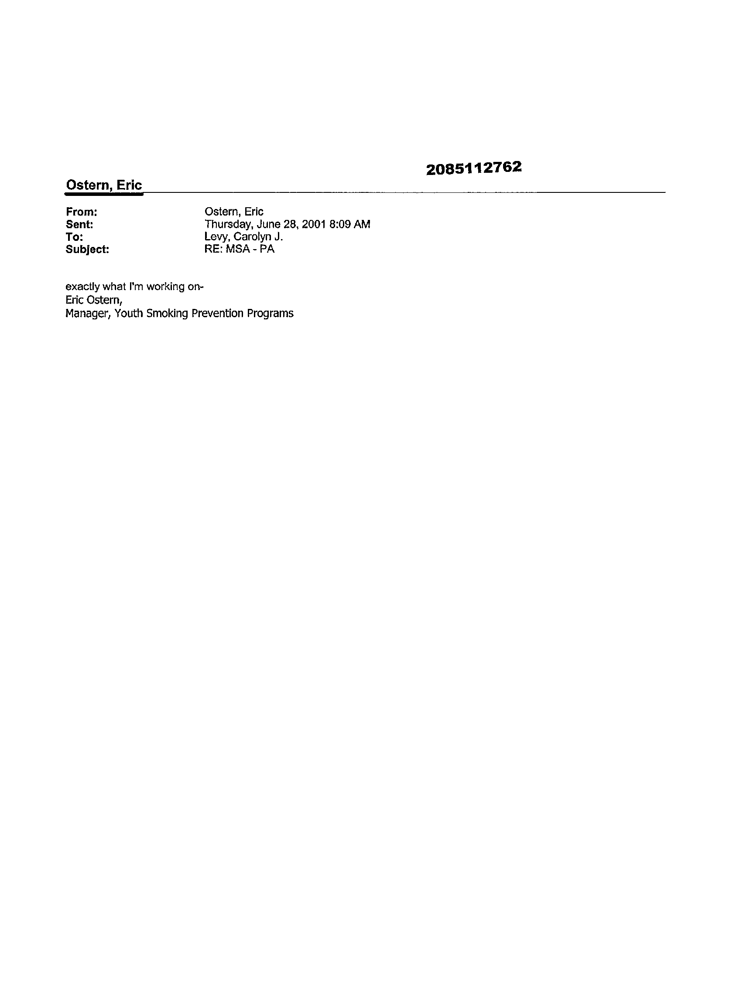 2085112762
Ostern, Eric
From: Ostern, Eric
Sent: Thursday, June 28, 2001 8:09 AM
To: Levy, Carolyn J.
Subject: RE: MSA - PA
exactly what I'm working on-
Eric Ostern,
Manager, Youth Smoking Prevention Programs